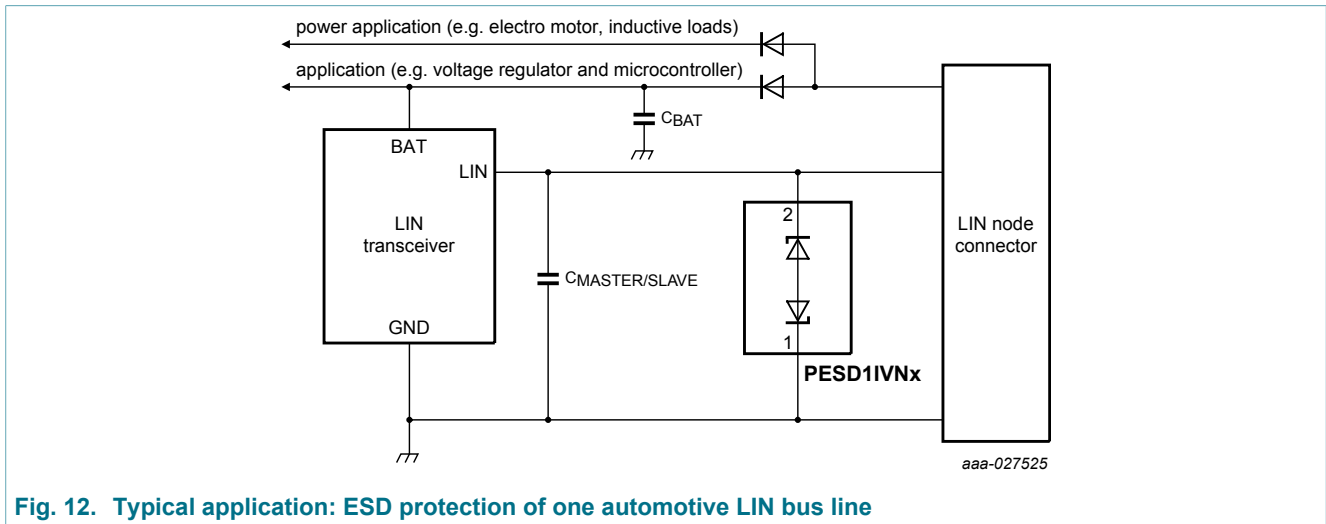 power application (e.g. electro motor, inductive loads)
application (e.g. voltage regulator and microcontroller)
CBAT
BAT
LIN
LIN
transceiver
GND
CMASTER/SLAVE
2
1
PESD1IVNx
LIN node
connector
aaa-027525
Fig. 12. Typical application: ESD protection of one automotive LIN bus line